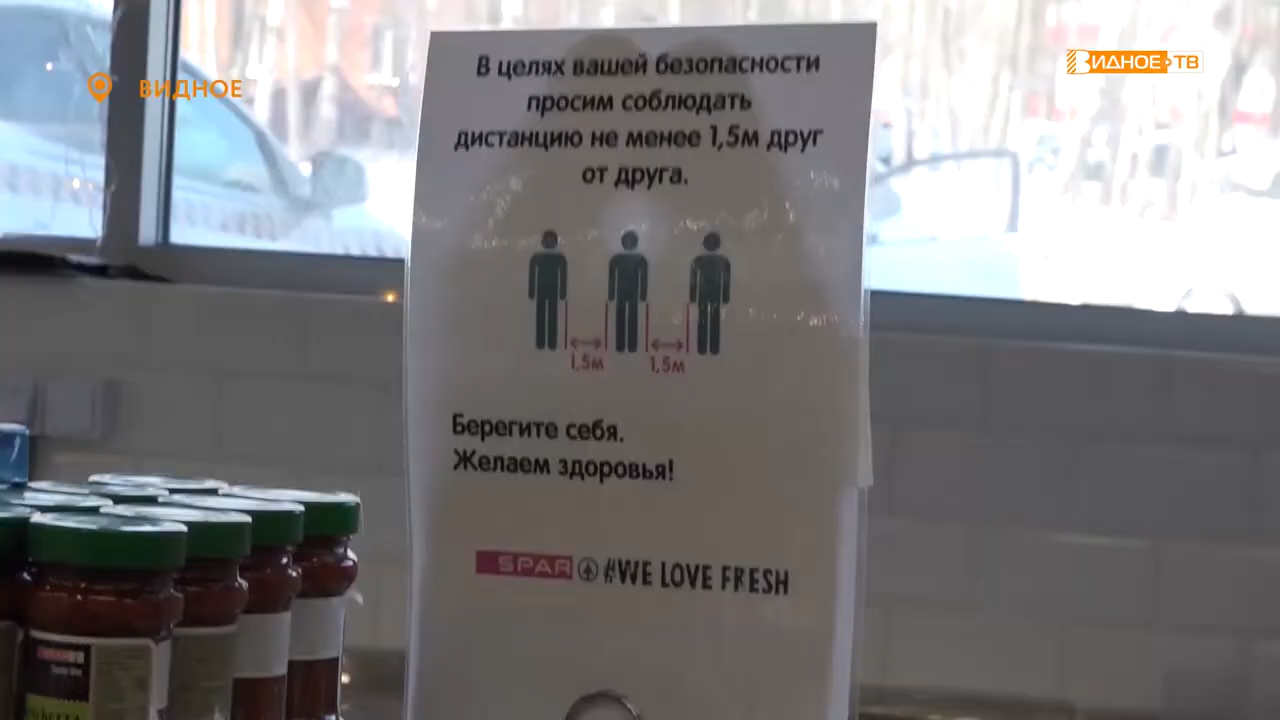 ВИДНОЕ
ВИДНОЕ ТВ
В целях вашей безопасности
просим соблюдать
дистанцию не менее 1,5м друг
от друга.
1,5м 1,5м
Берегите себя.
Желаем здоровья!
SPAR #WE LOVE FRESH